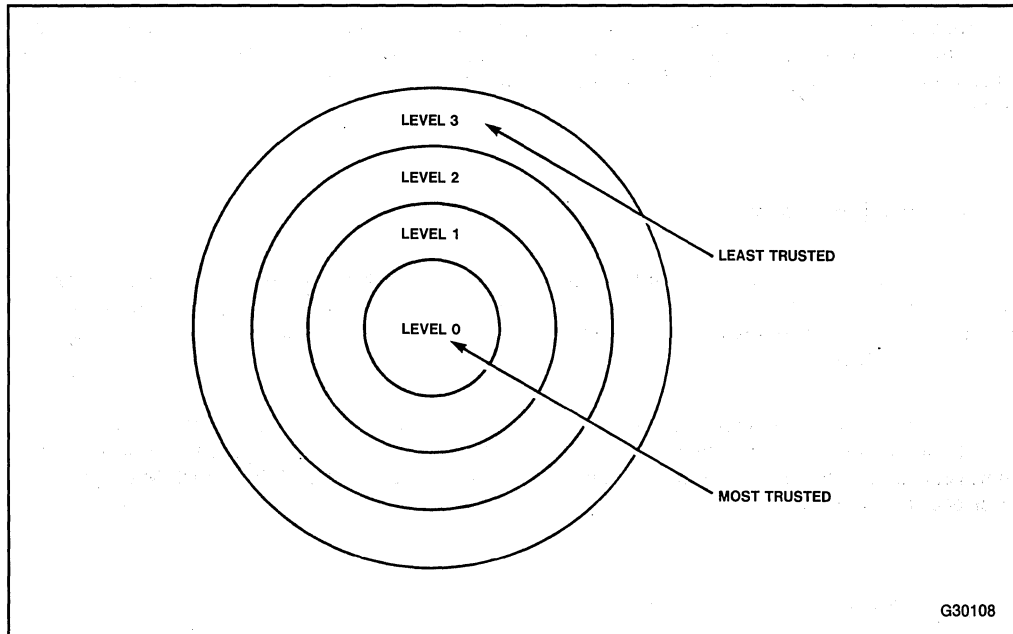 LEVEL 3
LEVEL 2
LEVEL 1
LEVEL 0
LEAST TRUSTED
MOST TRUSTED
G30108